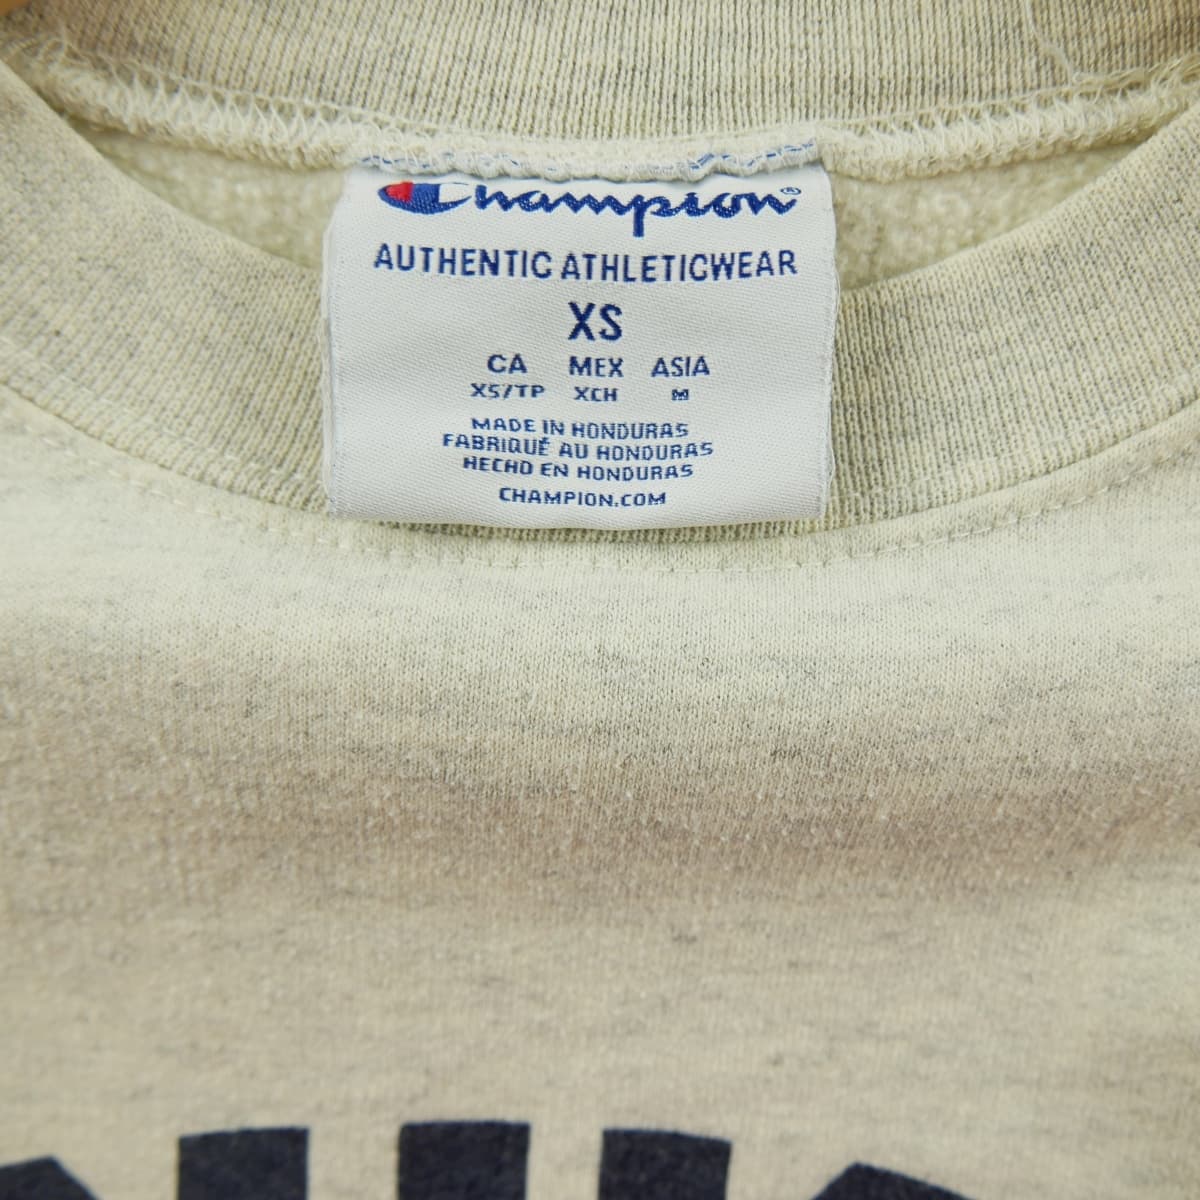 Champion®
AUTHENTIC ATHLETICWEAR
XS
CA MEX ASIA
XS/TP XCH M
MADE IN HONDURAS
FABRIQUÉ AU HONDURAS
HECHO EN HONDURAS
CHAMPION.COM